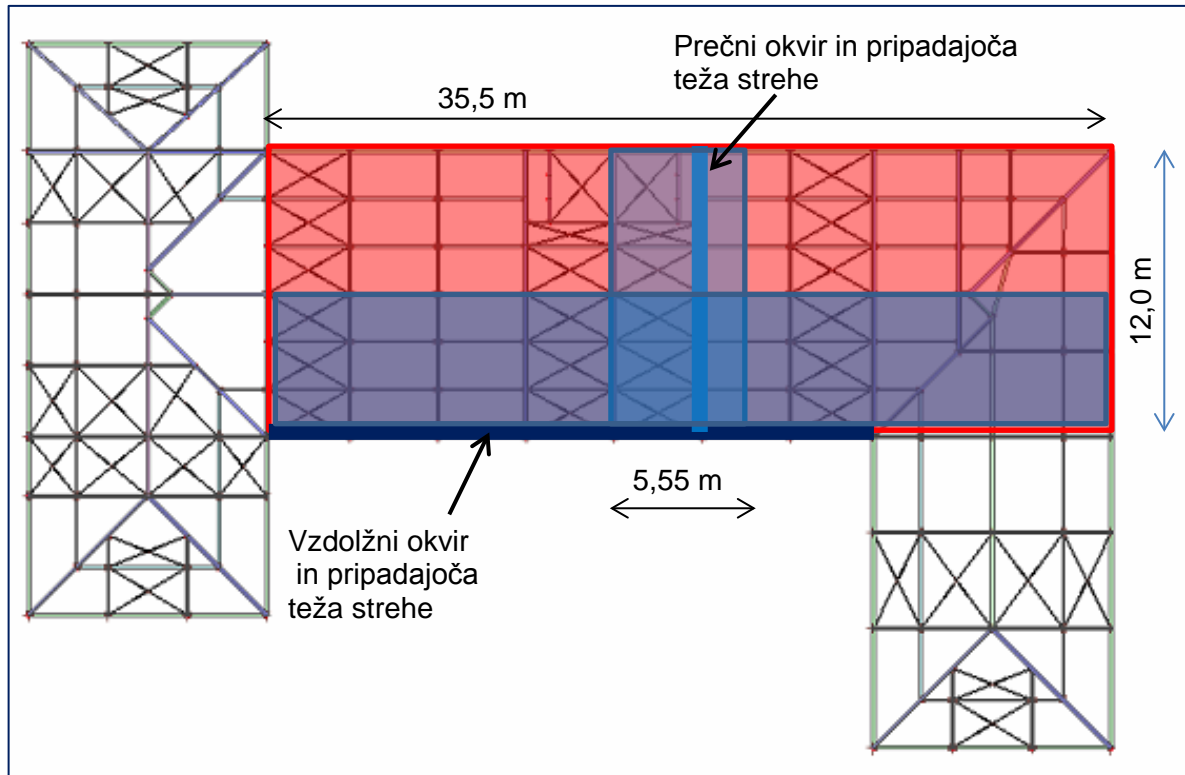 Prečni okvir in pripadajoča
teža strehe
35,5 m
12,0 m
5,55 m
Vzdolžni okvir
in pripadajoča
teža strehe